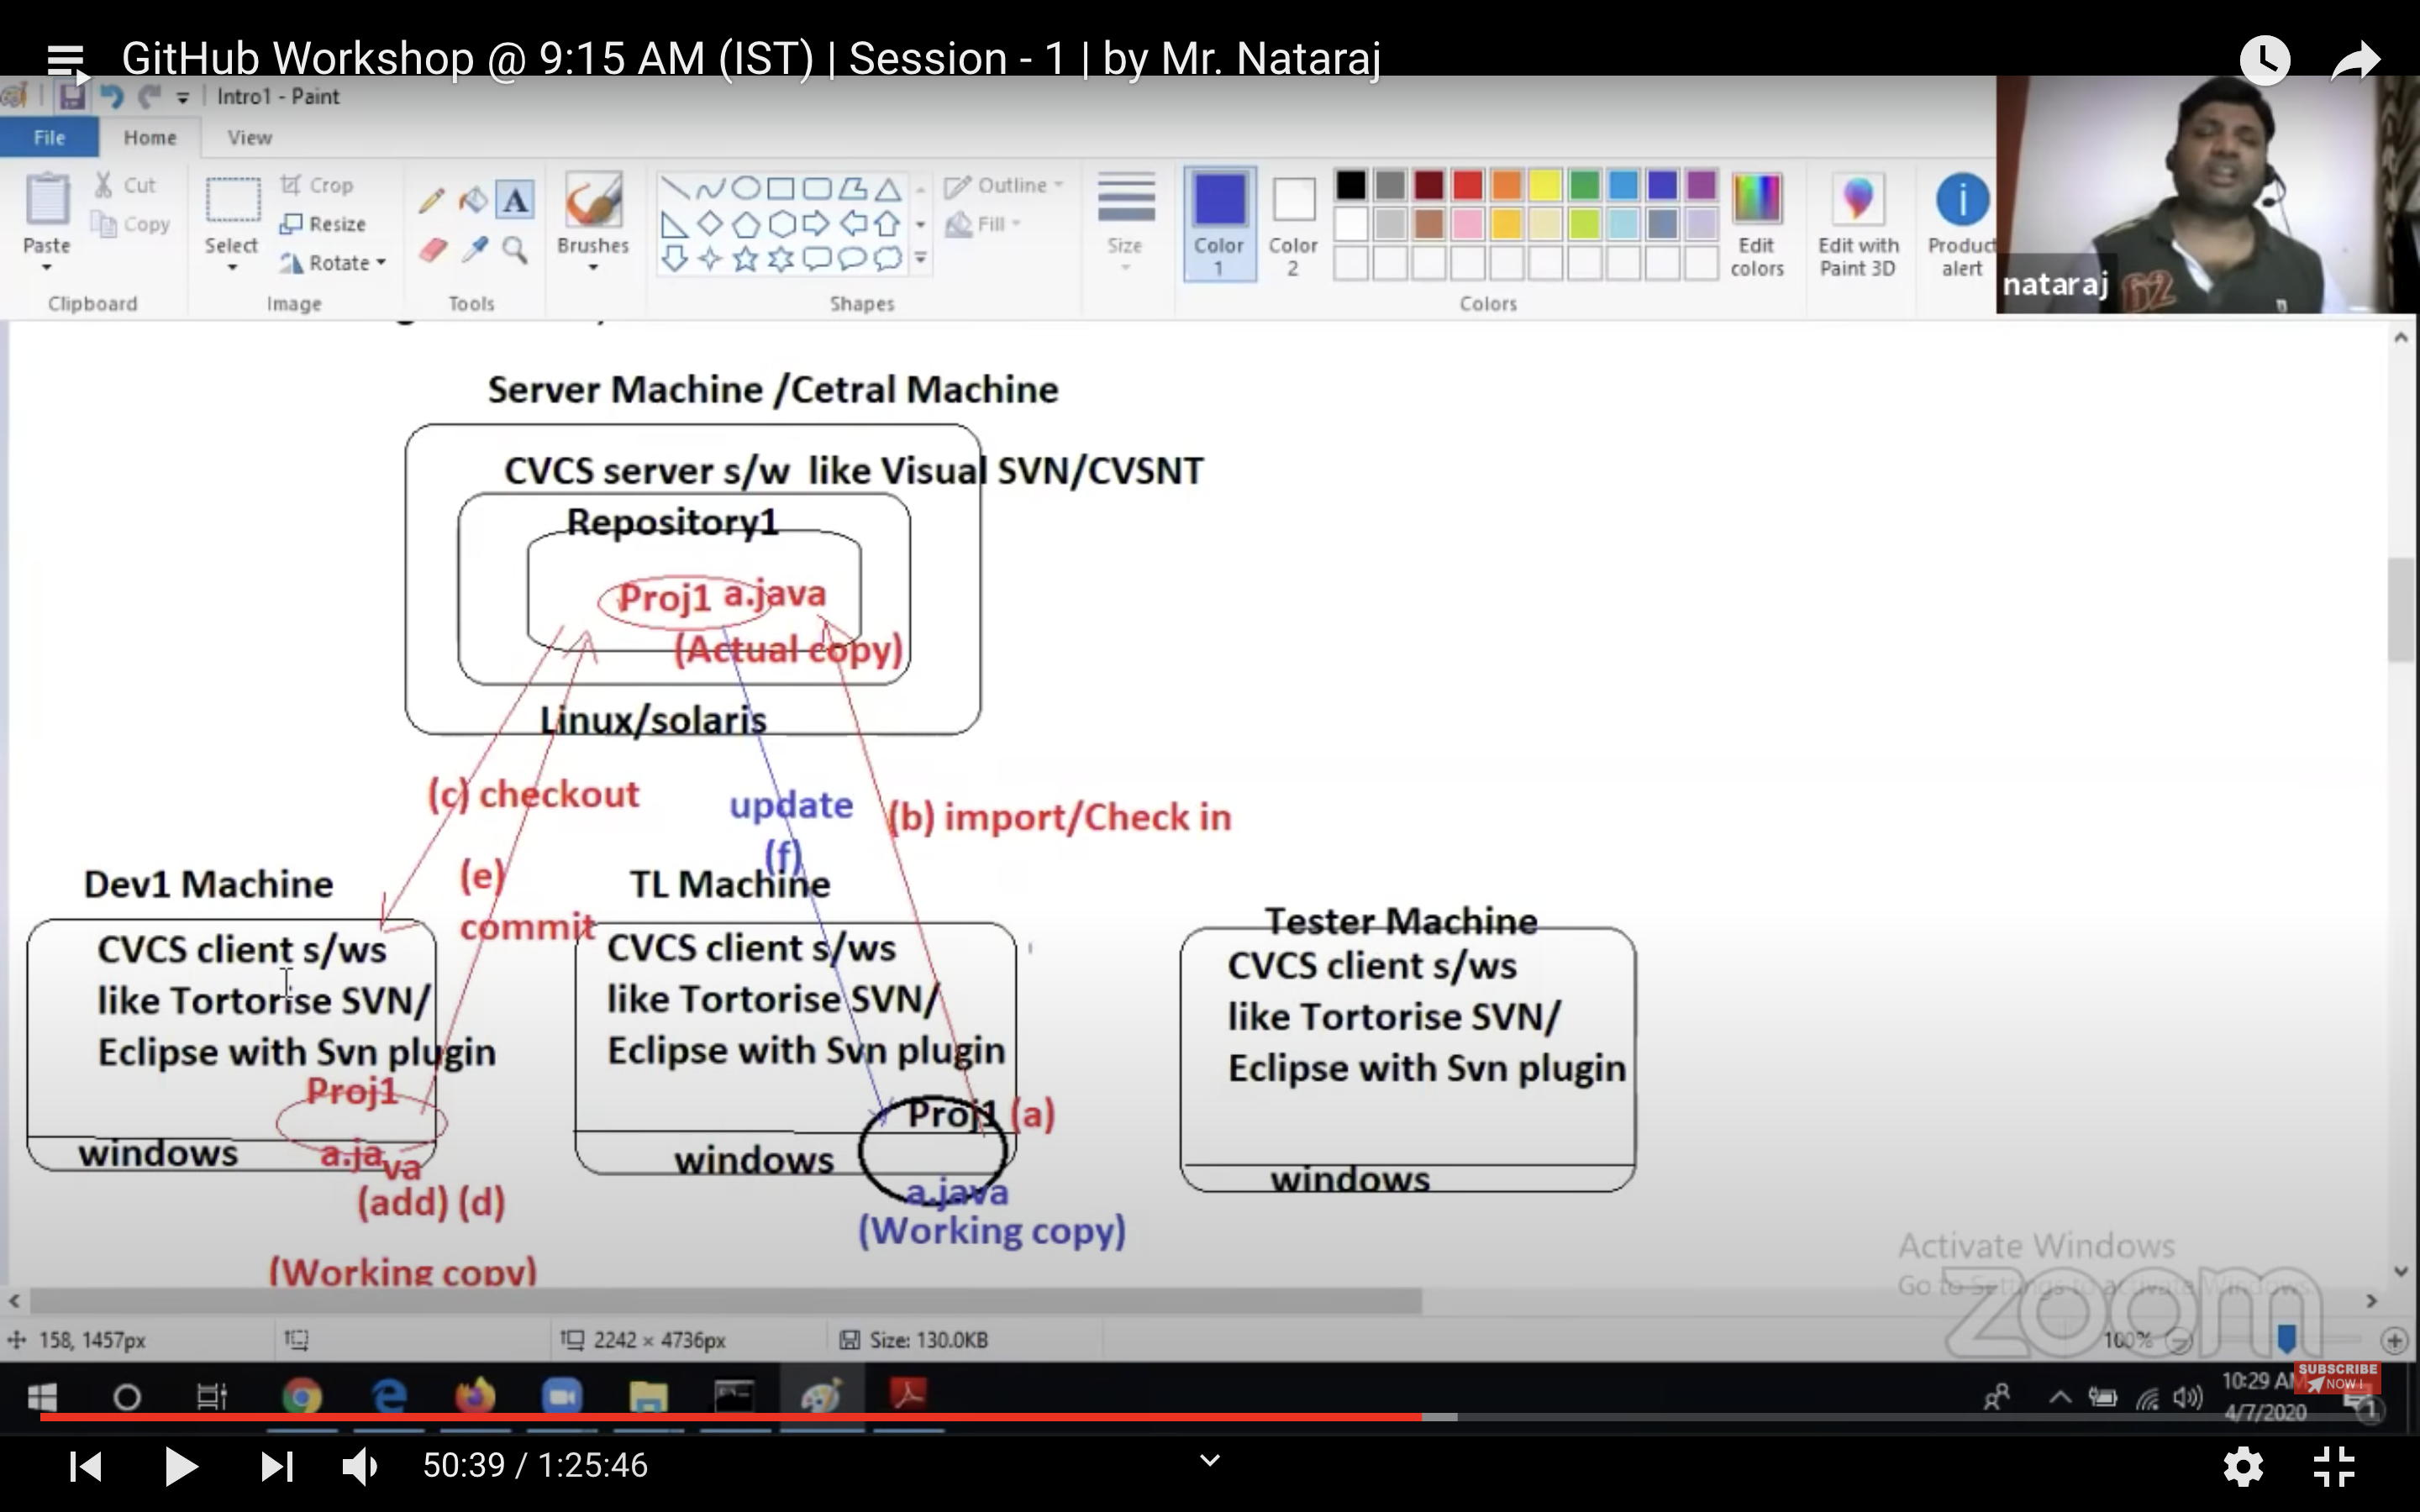 GitHub Workshop @ 9:15 AM (IST) | Session - 1 | by Mr. Nataraj
Intro1 - Paint
File Home View
Paste
Cut
Copy
Clipboard
Select
Crop
Resize
Rotate
Image
A
Tools
Brushes
Shapes
Outline
Fill
Size
Color
1
Color
2
Colors
Edit
colors
Edit with
Paint 3D
Product
alert
nataraj
62
Server Machine /Cetral Machine
CVCS server s/w like Visual SVN/CVSNT
Repository1
Proj1 a.java
(Actual copy)
Linux/solaris
(c) checkout
update
(f)
(b) import/Check in
(e)
commit
Dev1 Machine
CVCS client s/ws
like Tortorise SVN/
Eclipse with Svn plugin
Proj1
windows
a.ja
va
(add) (d)
(Working copy)
TL Machine
CVCS client s/ws
like Tortorise SVN/
Eclipse with Svn plugin
Proj1 (a)
windows
a.java
(Working copy)
Tester Machine
CVCS client s/ws
like Tortorise SVN/
Eclipse with Svn plugin
windows
Activate Windows
Go to Settings to activate Windows.
zoom
158, 1457px
2242 × 4736px
Size: 130.0KB
100%
10:29 AM
4/7/2020
SUBSCRIBE
NOW !
1
50:39 / 1:25:46